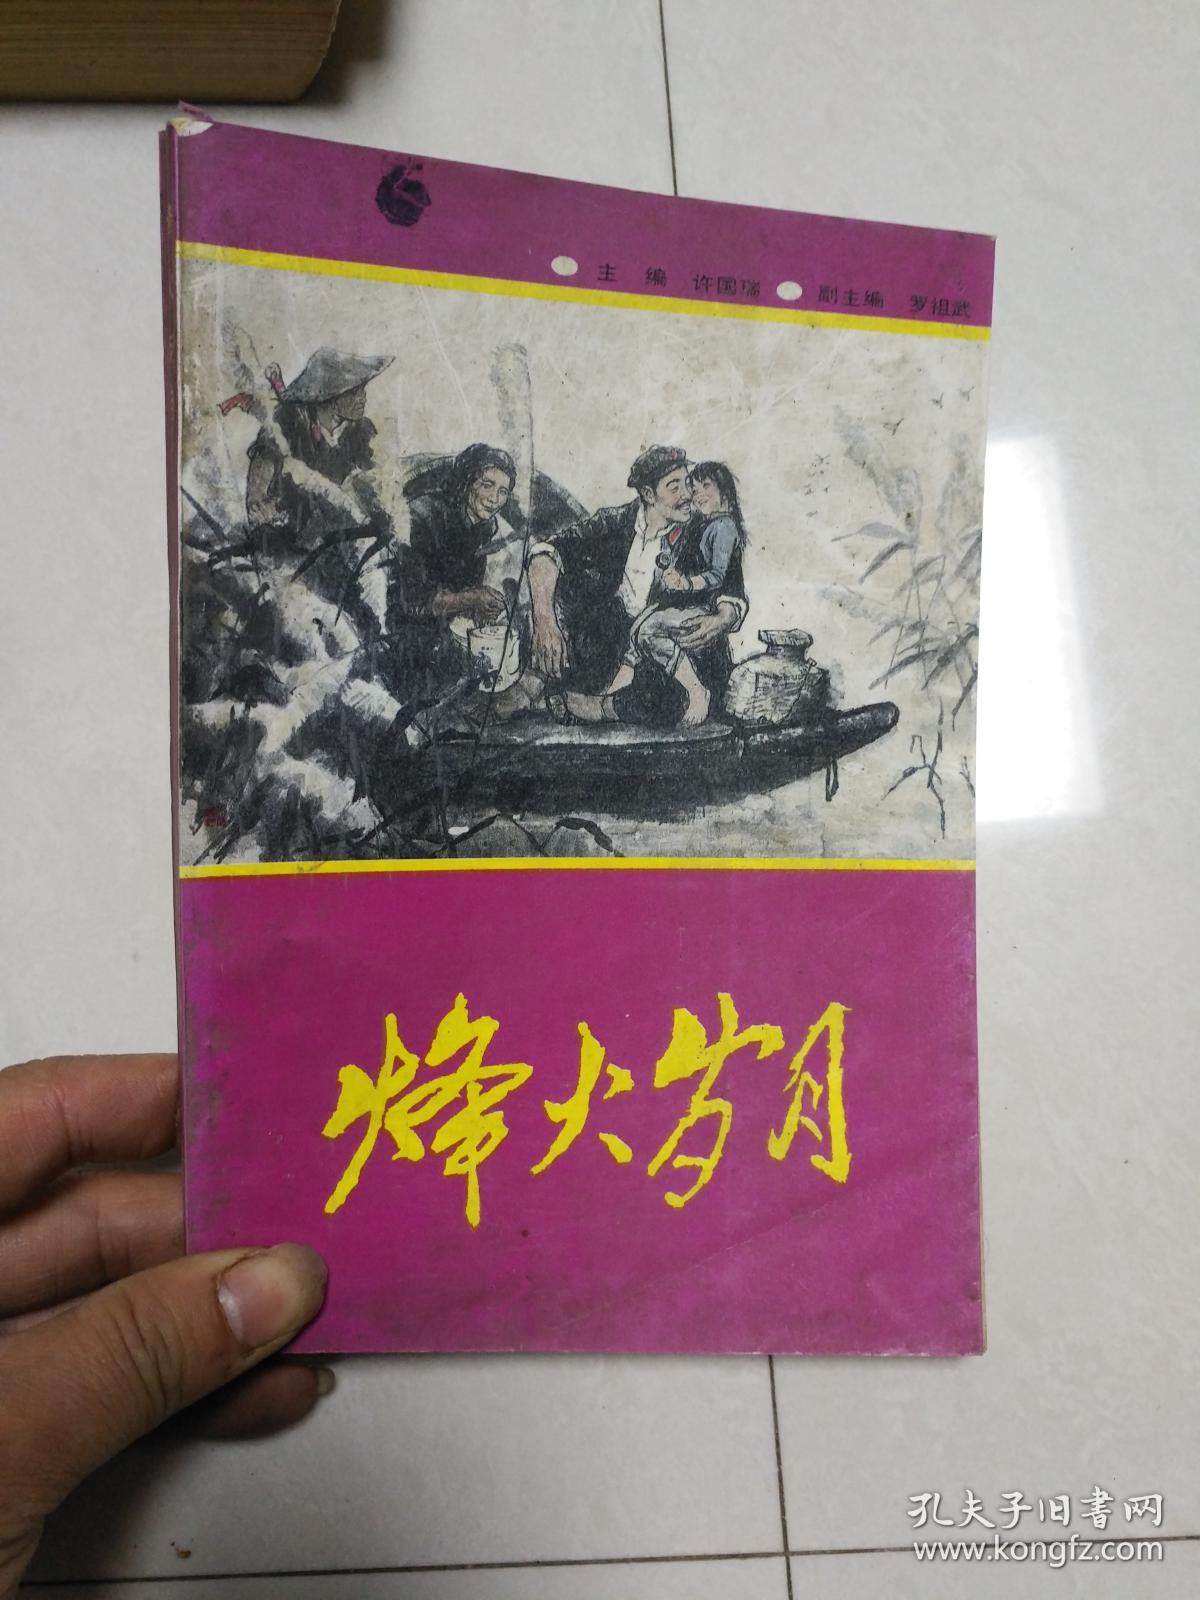 主编 许国瑞 副主编 罗祖武
烽火岁月
孔夫子旧书网
www.kongfz.com